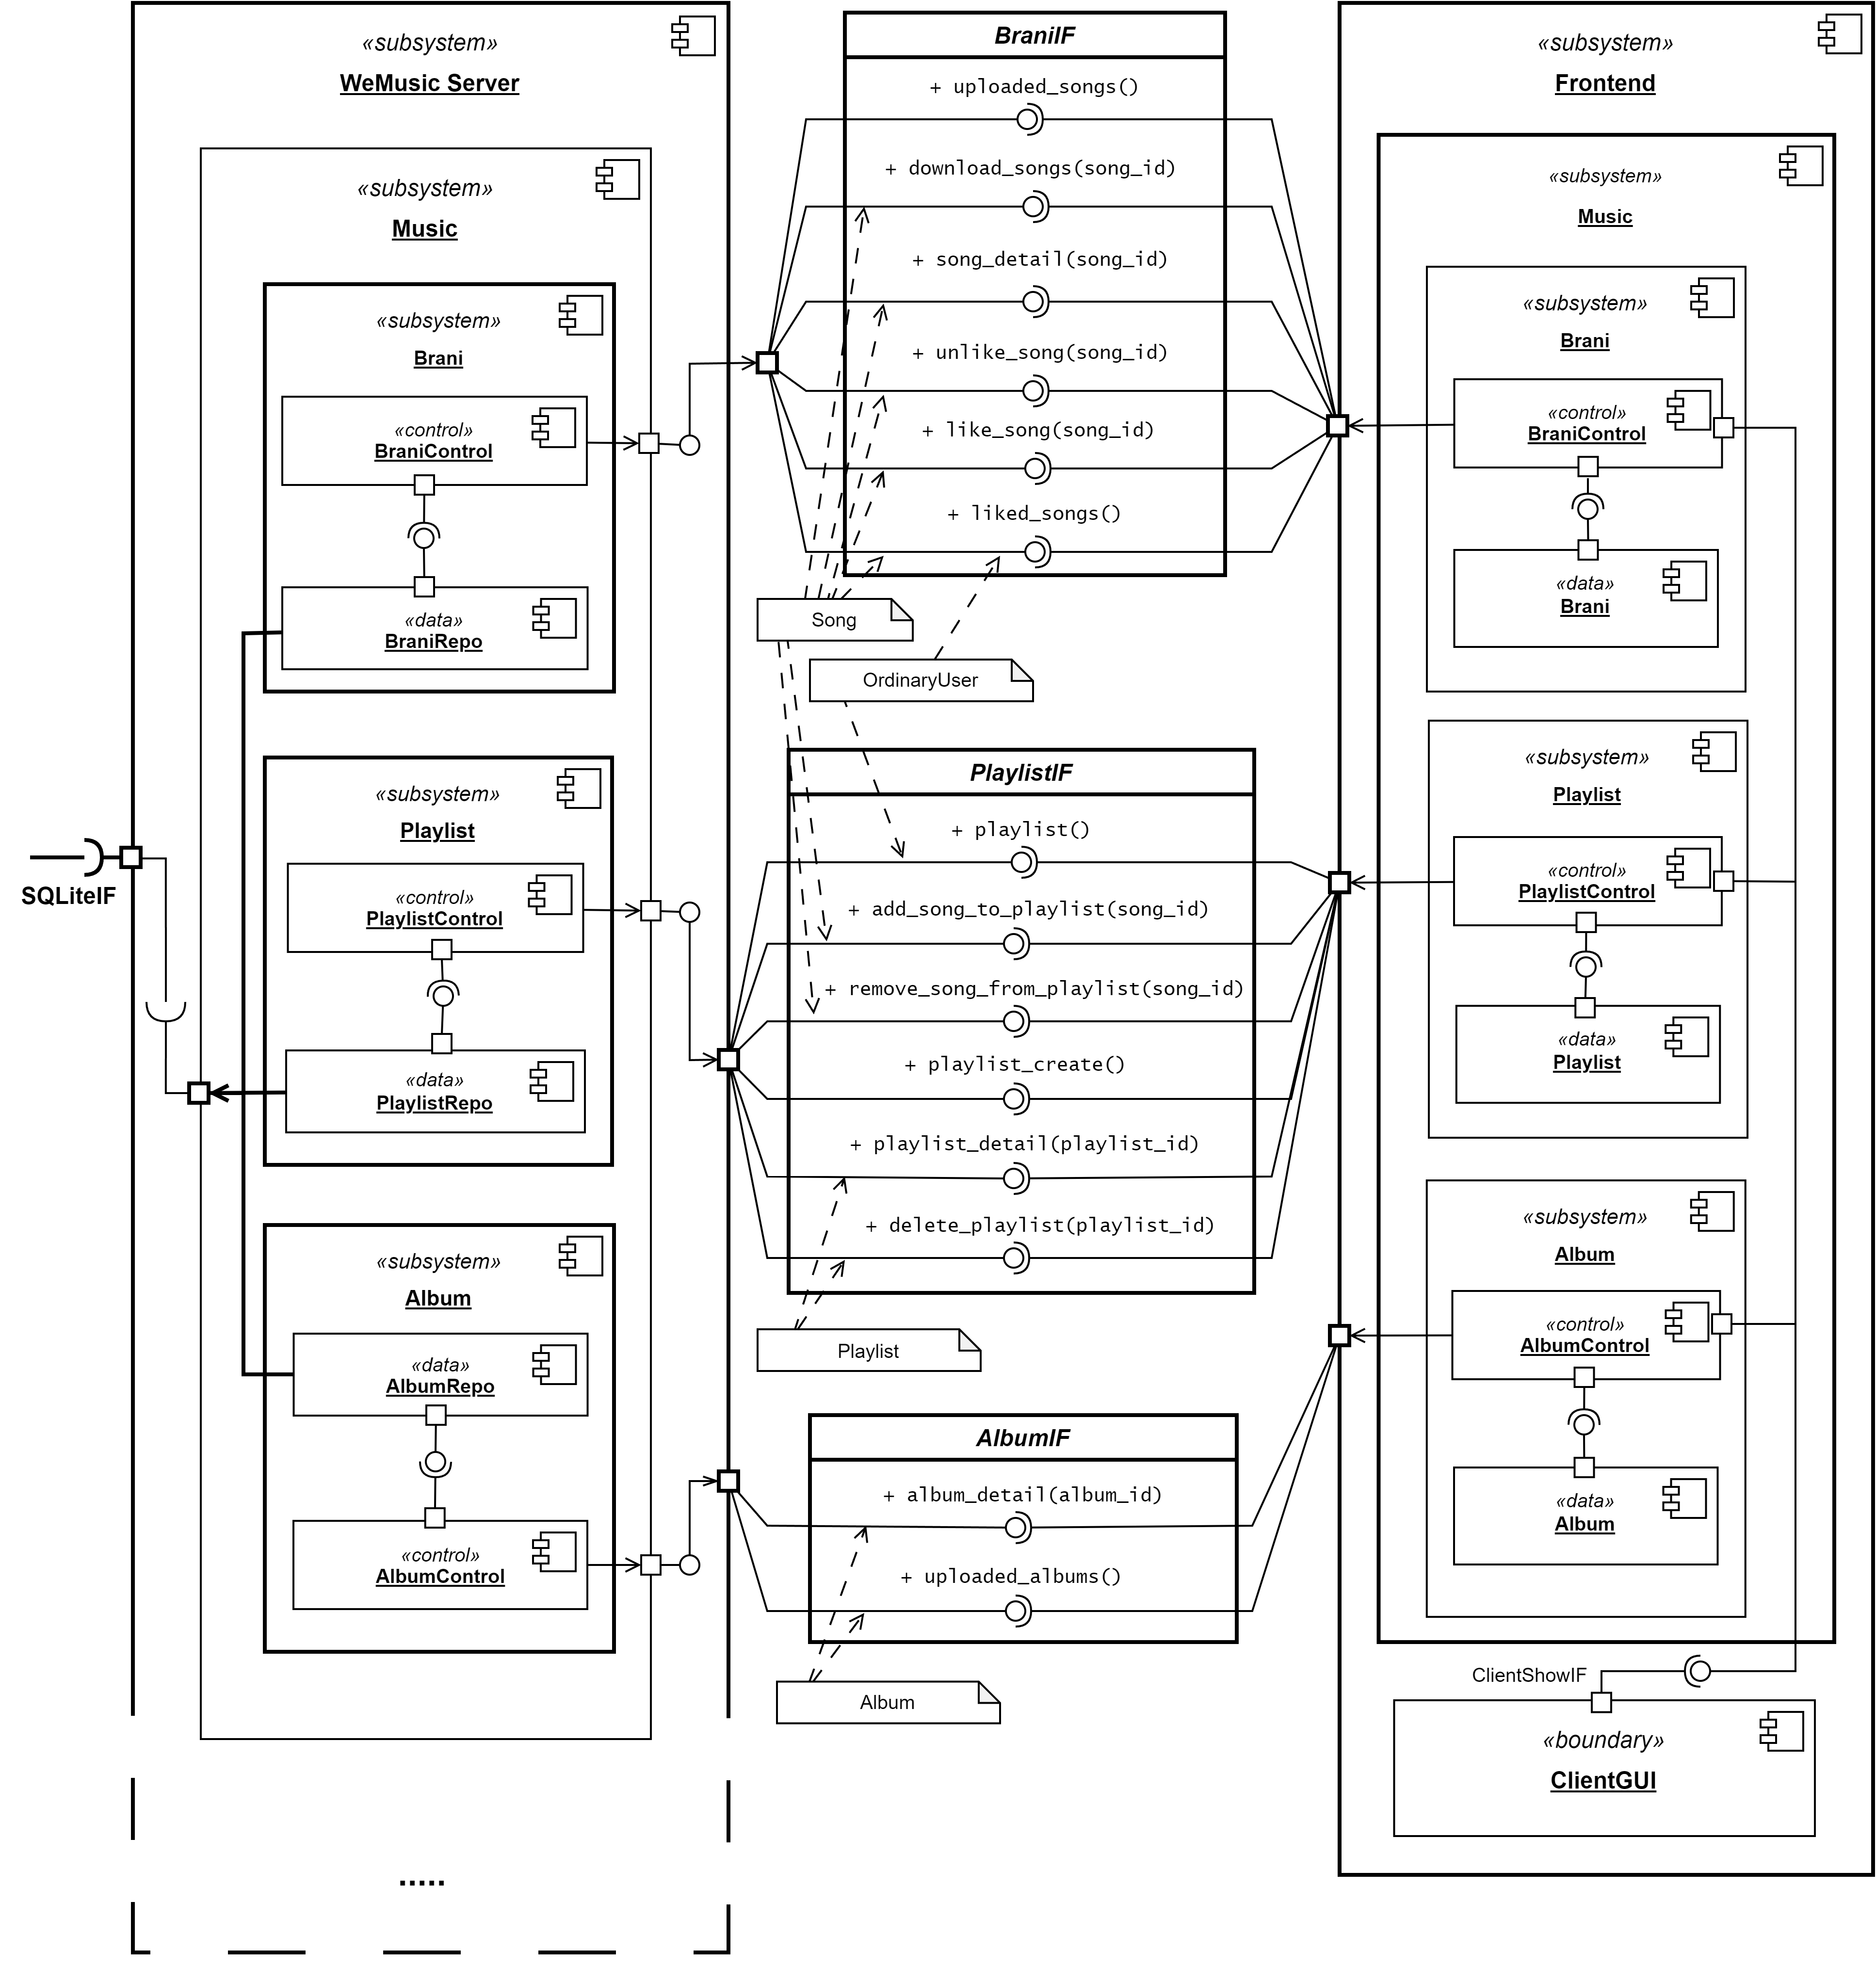 «subsystem»
WeMusic Server
«subsystem»
Music
«subsystem»
Brani
«control»
BraniControl
«data»
BraniRepo
«subsystem»
Playlist
«control»
PlaylistControl
«data»
PlaylistRepo
«subsystem»
Album
«data»
AlbumRepo
«control»
AlbumControl
.....
SQLiteIF
BraniIF
+ uploaded_songs()
+ download_songs(song_id)
+ song_detail(song_id)
+ unlike_song(song_id)
+ like_song(song_id)
+ liked_songs()
Song
OrdinaryUser
PlaylistIF
+ playlist()
+ add_song_to_playlist(song_id)
+ remove_song_from_playlist(song_id)
+ playlist_create()
+ playlist_detail(playlist_id)
+ delete_playlist(playlist_id)
Playlist
AlbumIF
+ album_detail(album_id)
+ uploaded_albums()
Album
«subsystem»
Frontend
«subsystem»
Music
«subsystem»
Brani
«control»
BraniControl
«data»
Brani
«subsystem»
Playlist
«control»
PlaylistControl
«data»
Playlist
«subsystem»
Album
«control»
AlbumControl
«data»
Album
ClientShowIF
«boundary»
ClientGUI